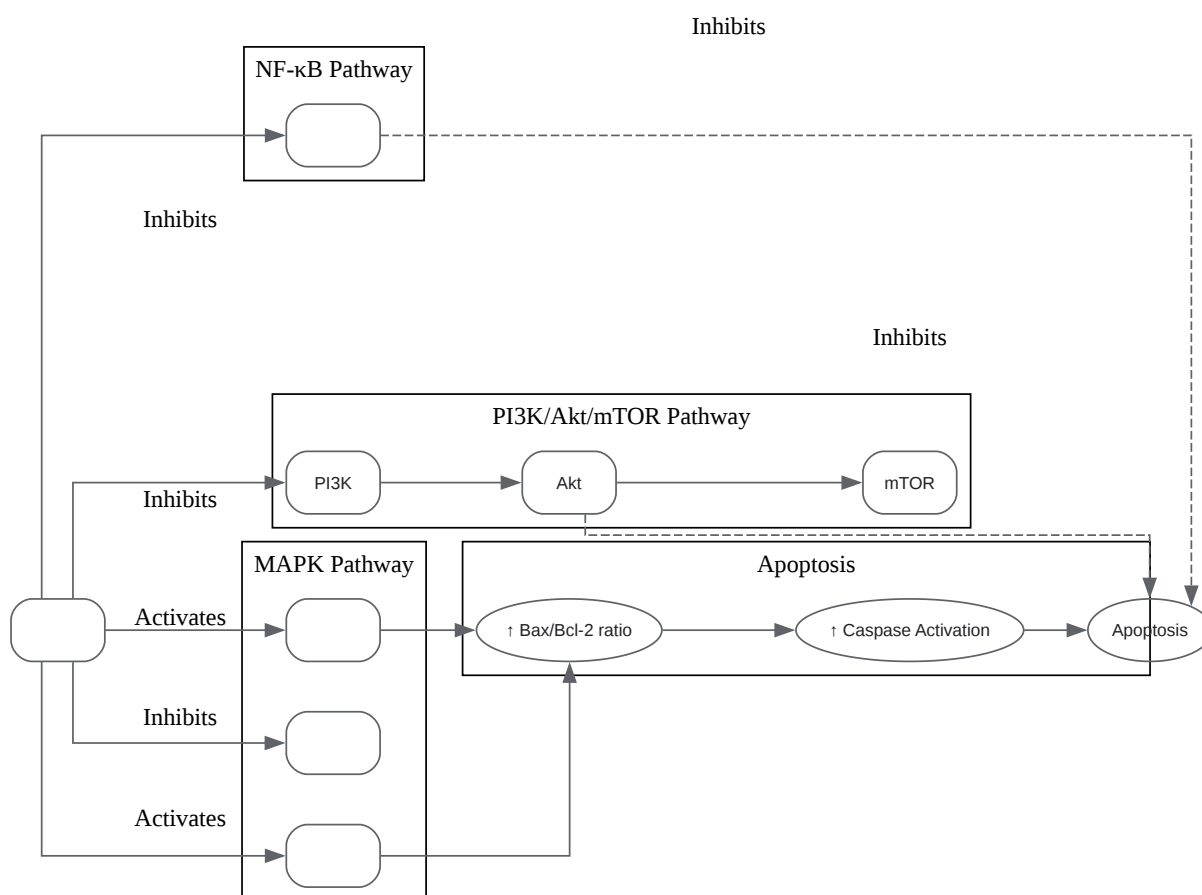 Inhibits
NF-κB Pathway
Inhibits
Inhibits
PI3K/Akt/mTOR Pathway
PI3K
Akt
mTOR
Inhibits
MAPK Pathway
Apoptosis
Activates
↑ Bax/Bcl-2 ratio
↑ Caspase Activation
Apoptosis
Inhibits
Activates